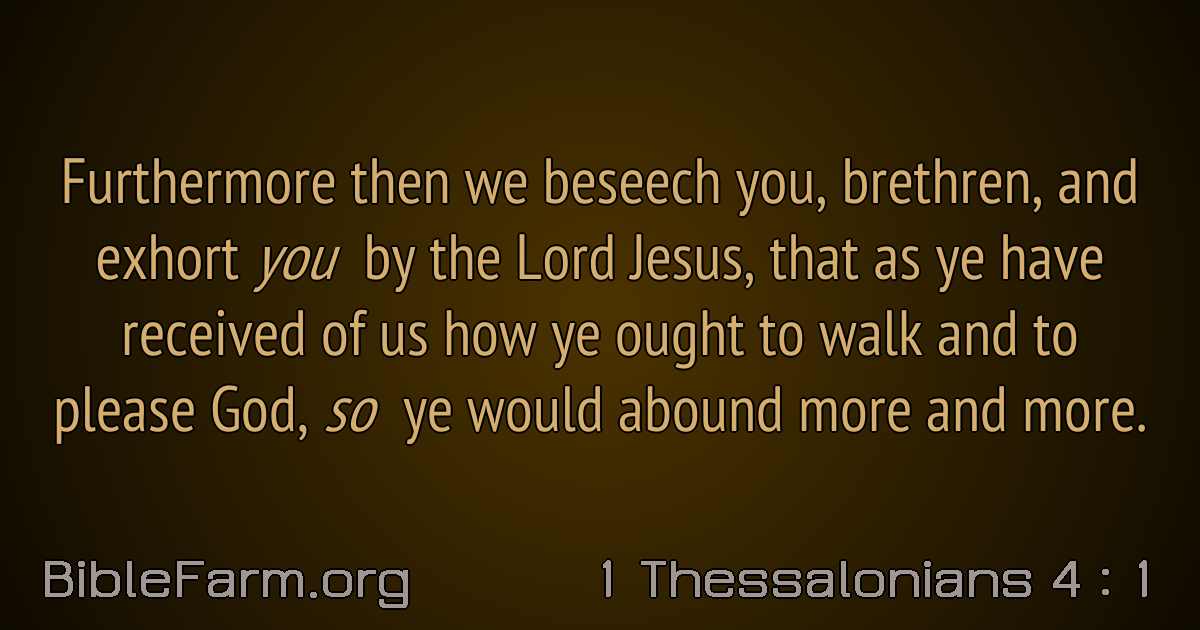 Furthermore then we beseech you, brethren, and
exhort you by the Lord Jesus, that as ye have
received of us how ye ought to walk and to
please God, so ye would abound more and more.
BibleFarm.org
1 Thessalonians 4 : 1